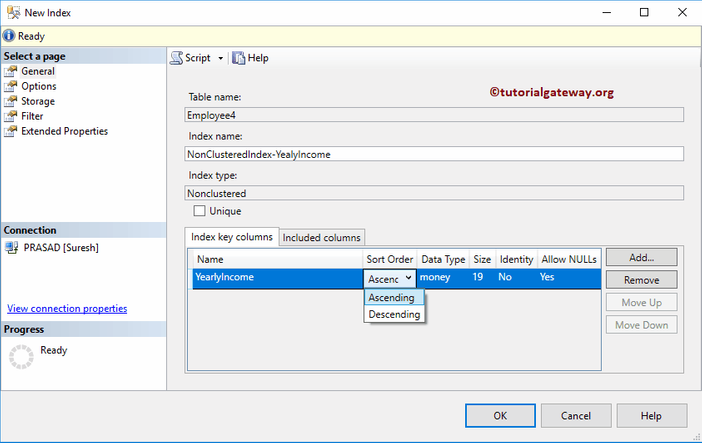 New Index
Ready
Select a page
General
Options
Storage
Filter
Extended Properties
Connection
PRASAD [Suresh]
View connection properties
Progress
Ready
Script
Help
©tutorialgateway.org
Table name:
Employee4
Index name:
NonClusteredIndex-YealyIncome
Index type:
Nonclustered
Unique
Index key columns Included columns
Name Sort Order Data Type Size Identity Allow NULLs
YearlyIncome Ascenc money 19 No Yes
Ascending
Descending
Add...
Remove
Move Up
Move Down
OK Cancel Help